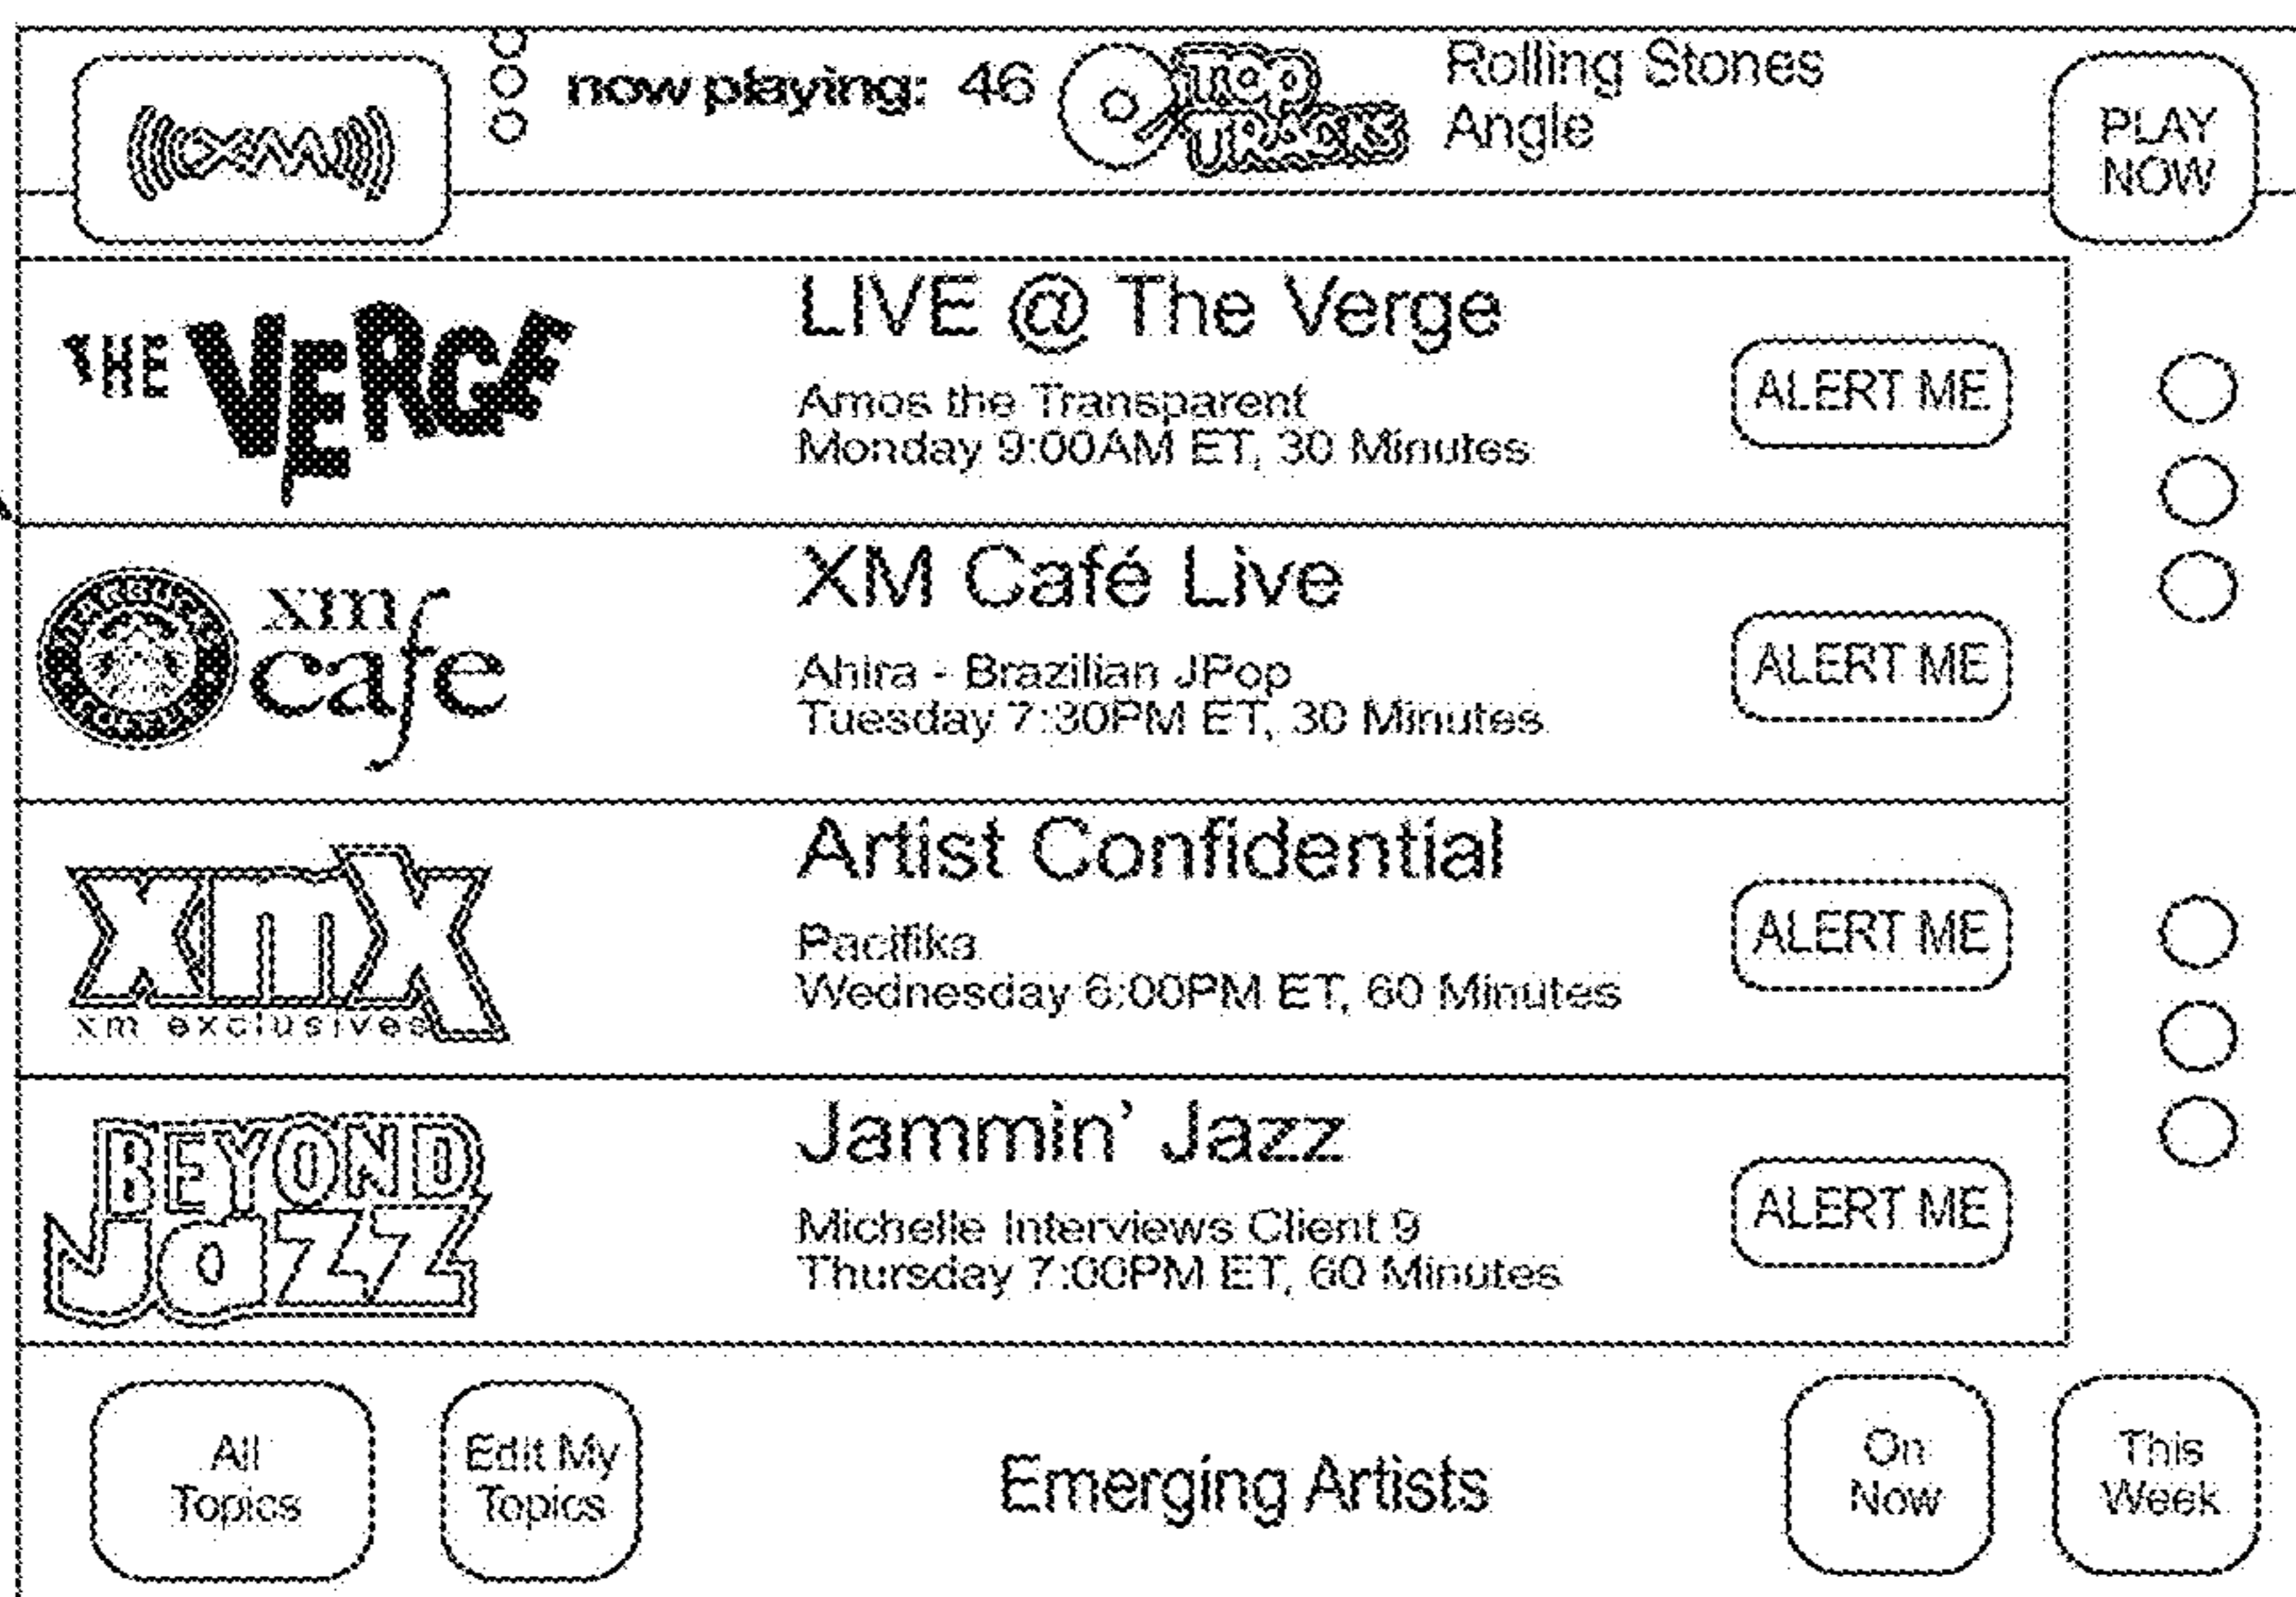 XM
now playing: 46
TOP
TRACKS
Rolling Stones
Angle
PLAY
NOW
THE VERGE
LIVE @ The Verge
Amos the Transparent
Monday 9:00AM ET, 30 Minutes
ALERT ME
xm
cafe
XM Café Live
Ahira - Brazilian JPop
Tuesday 7:30PM ET, 30 Minutes
ALERT ME
xmX
xm exclusives
Artist Confidential
Pacifika
Wednesday 6:00PM ET, 60 Minutes
ALERT ME
BEYOND
Jazz
Jammin' Jazz
Michelle Interviews Client 9
Thursday 7:00PM ET, 60 Minutes
ALERT ME
All
Topics
Edit My
Topics
Emerging Artists
On
Now
This
Week